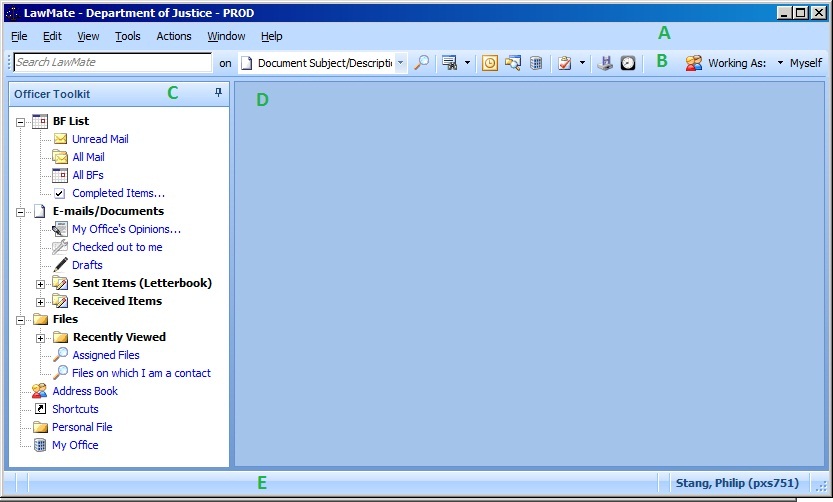 LawMate - Department of Justice - PROD
File Edit View Tools Actions Window Help A
Search LawMate on Document Subject/Descripti B Working As: Myself
Officer Toolkit C D
BF List
Unread Mail
All Mail
All BFs
Completed Items...
E-mails/Documents
My Office's Opinions...
Checked out to me
Drafts
Sent Items (Letterbook)
Received Items
Files
Recently Viewed
Assigned Files
Files on which I am a contact
Address Book
Shortcuts
Personal File
My Office
E Stang, Philip (pxs751)